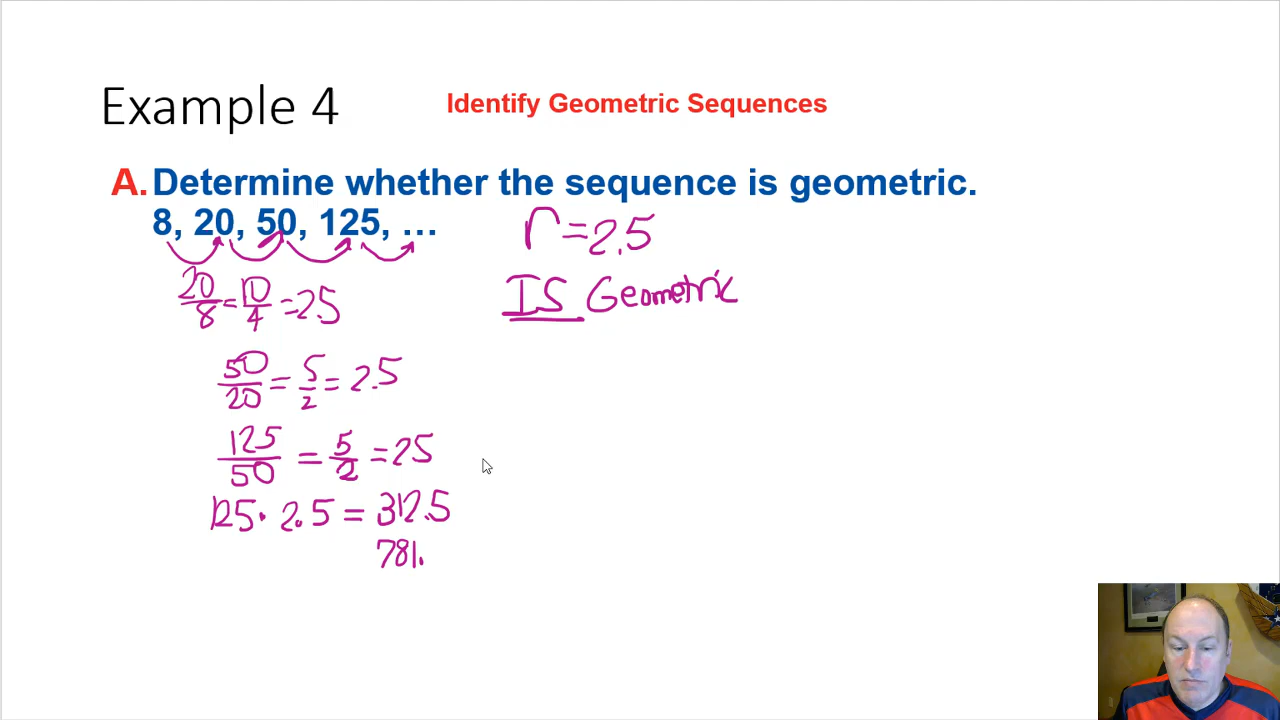 Example 4
Identify Geometric Sequences
A. Determine whether the sequence is geometric.
8, 20, 50, 125, …
r=2.5
IS Geometric
20/8 = 10/4 = 2.5
50/20 = 5/2 = 2.5
125/50 = 5/2 = 25
125 · 2.5 = 312.5
781.